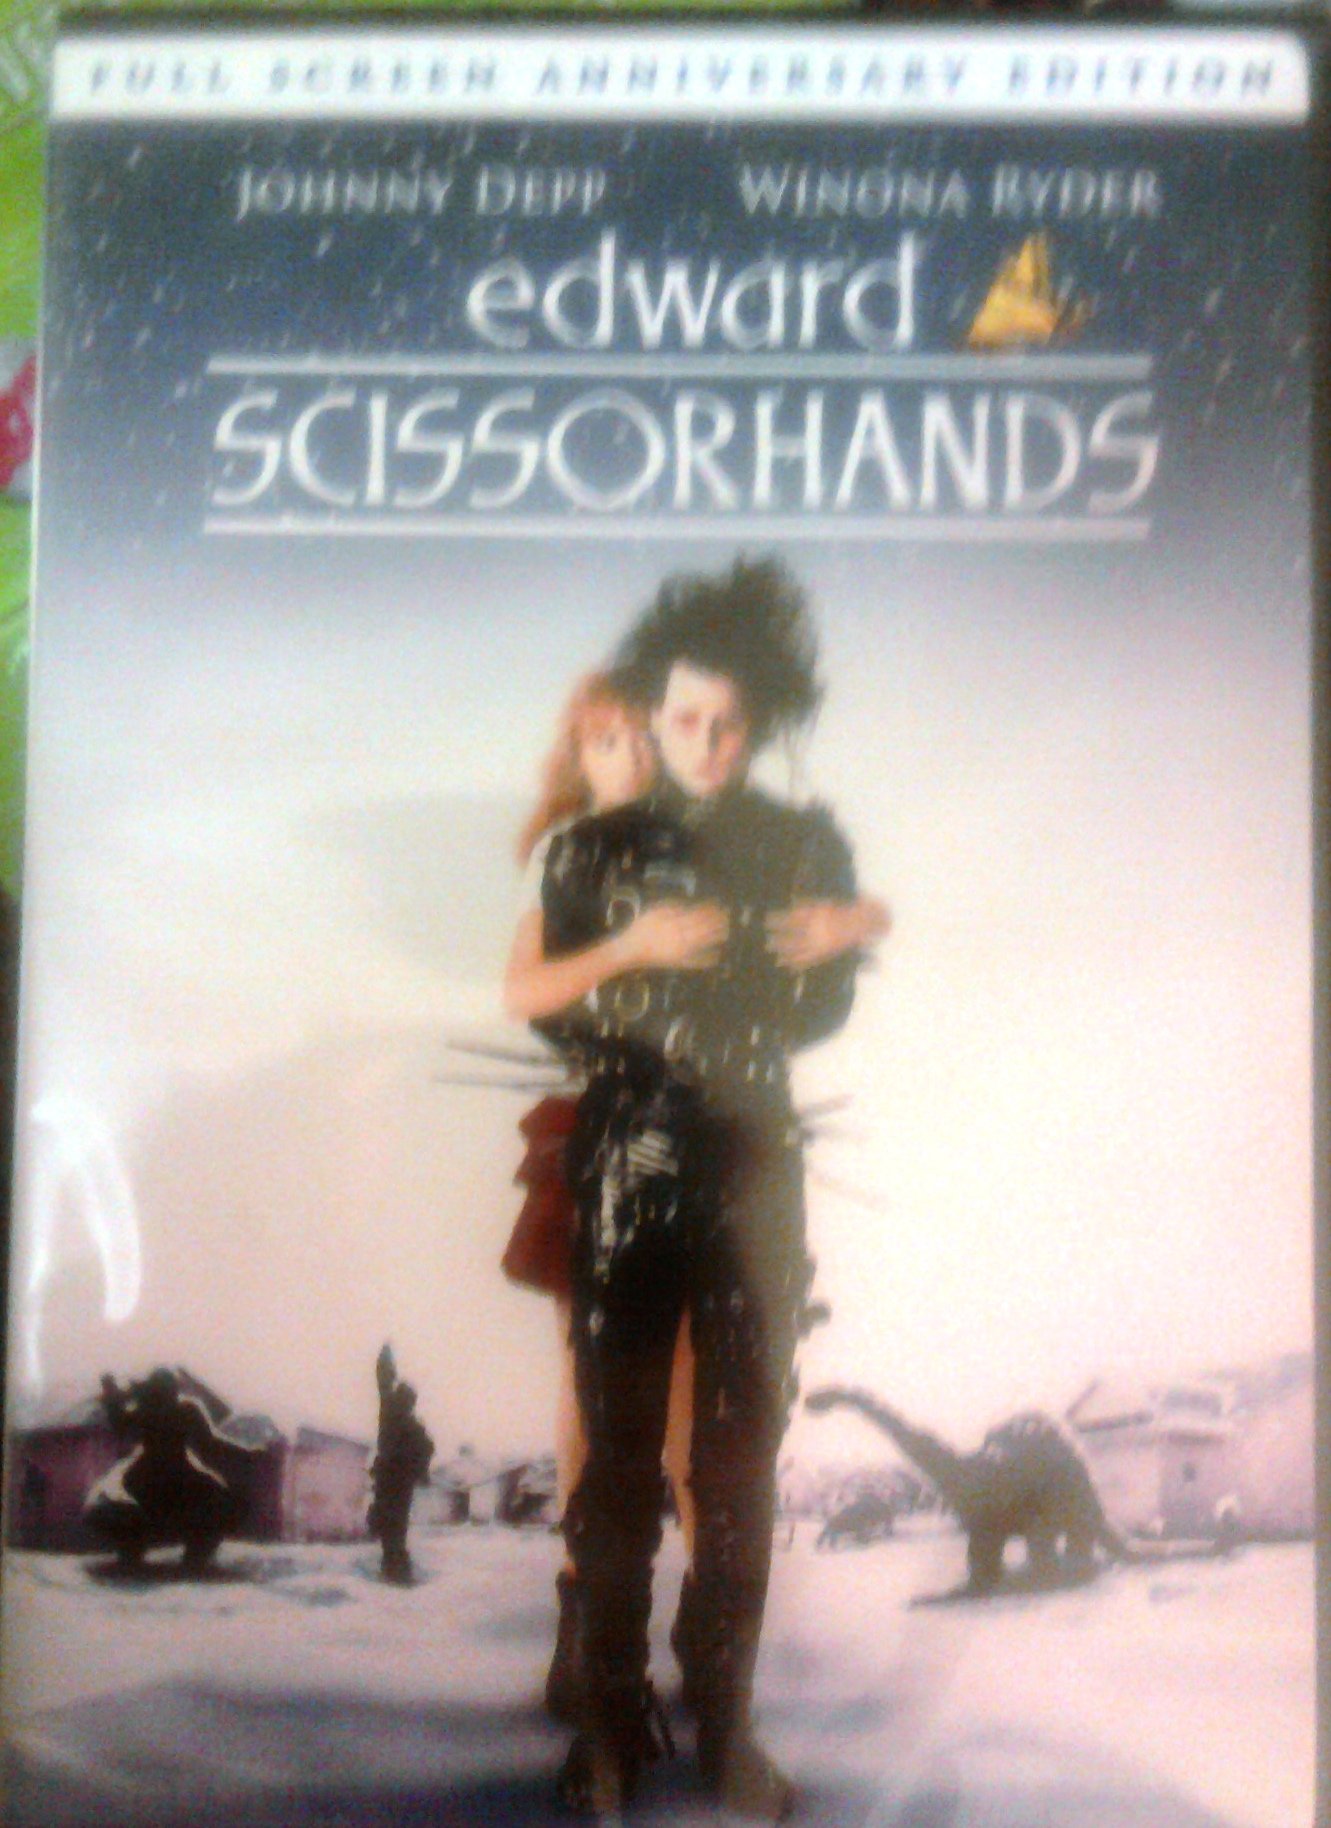 FULL SCREEN ANNIVERSARY EDITION
JOHNNY DEPP WINONA RYDER
edward
SCISSORHANDS